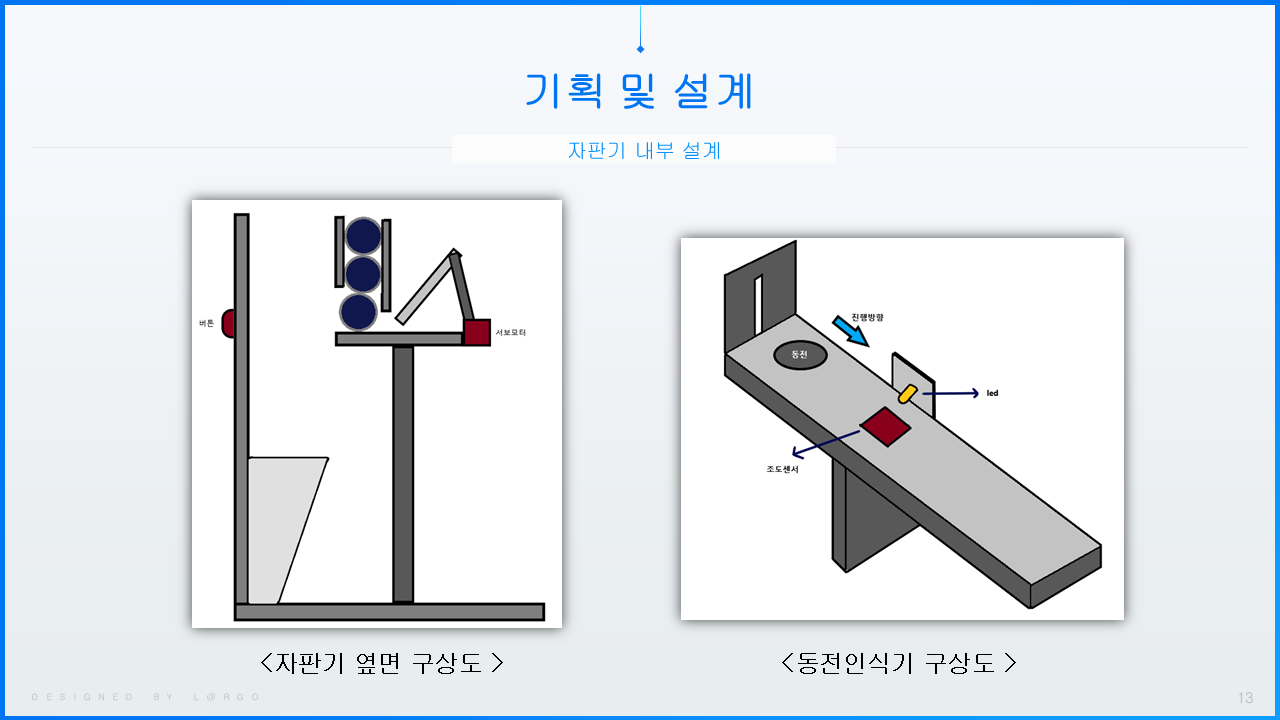 기획 및 설계
자판기 내부 설계
버튼
서보모터
진행방향
동전
led
조도센서
<자판기 옆면 구상도 >
<동전인식기 구상도 >
DESIGNED BY L@RGO
13